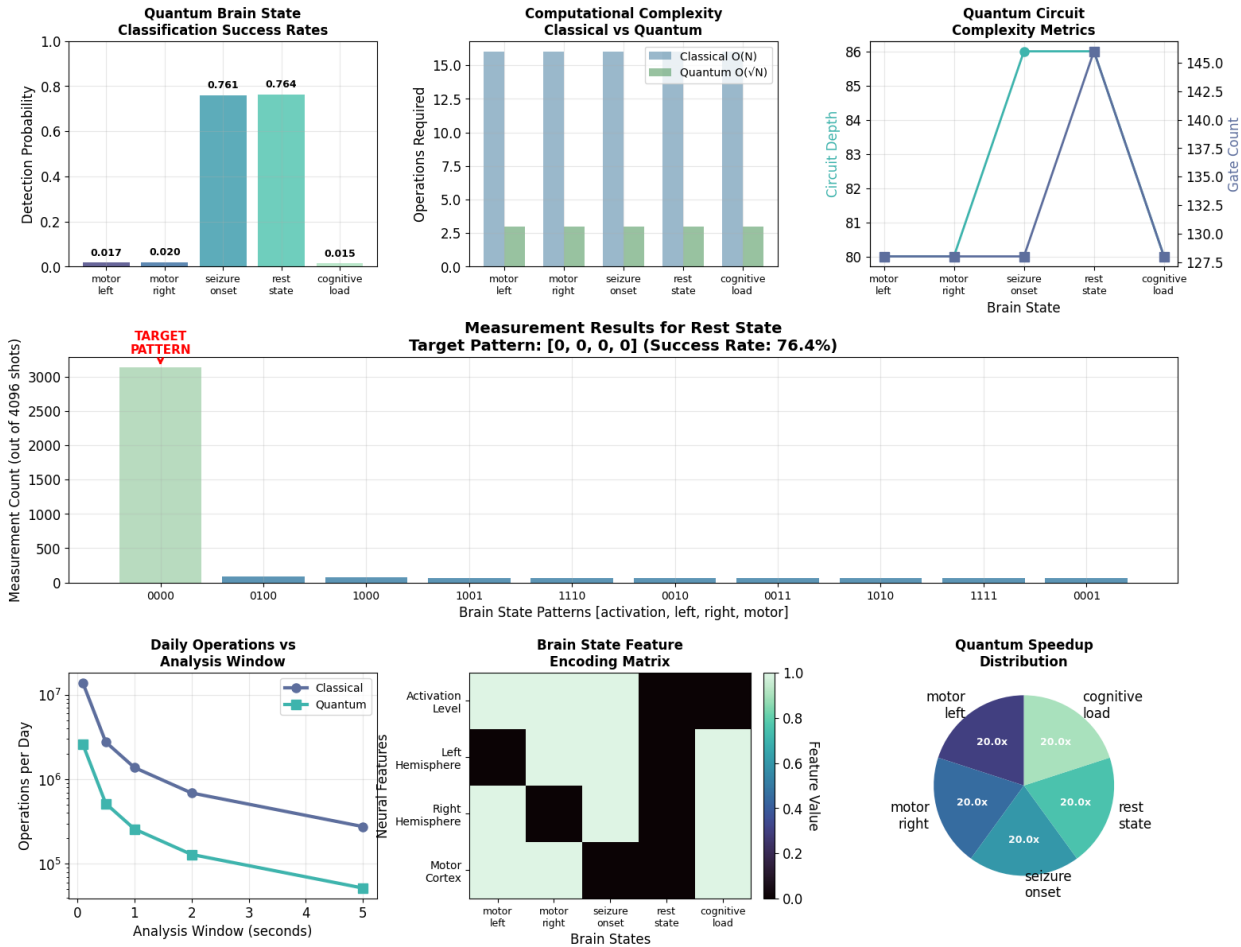 Quantum Brain State
Classification Success Rates
Detection Probability
1.0
0.8
0.6
0.4
0.2
0.0
0.017
0.020
0.761
0.764
0.015
motor
left
motor
right
seizure
onset
rest
state
cognitive
load
Computational Complexity
Classical vs Quantum
Operations Required
15.0
12.5
10.0
7.5
5.0
2.5
0.0
Classical O(N)
Quantum O(√N)
motor
left
motor
right
seizure
onset
rest
state
cognitive
load
Quantum Circuit
Complexity Metrics
Circuit Depth
86
85
84
83
82
81
80
145.0
142.5
140.0
137.5
135.0
132.5
130.0
127.5
Gate Count
motor
left
motor
right
seizure
onset
rest
state
cognitive
load
Brain State
Measurement Results for Rest State
Target Pattern: [0, 0, 0, 0] (Success Rate: 76.4%)
TARGET
PATTERN
Measurement Count (out of 4096 shots)
3000
2500
2000
1500
1000
500
0
0000
0100
1000
1001
1110
0010
0011
1010
1111
0001
Brain State Patterns [activation, left, right, motor]
Daily Operations vs
Analysis Window
Operations per Day
10⁷
10⁶
10⁵
Classical
Quantum
0
1
2
3
4
5
Analysis Window (seconds)
Brain State Feature
Encoding Matrix
Neural Features
Activation
Level
Left
Hemisphere
Right
Hemisphere
Motor
Cortex
motor
left
motor
right
seizure
onset
rest
state
cognitive
load
Brain States
1.0
0.8
0.6
0.4
0.2
0.0
Feature Value
Quantum Speedup
Distribution
motor
left
cognitive
load
motor
right
rest
state
seizure
onset
20.0x
20.0x
20.0x
20.0x
20.0x